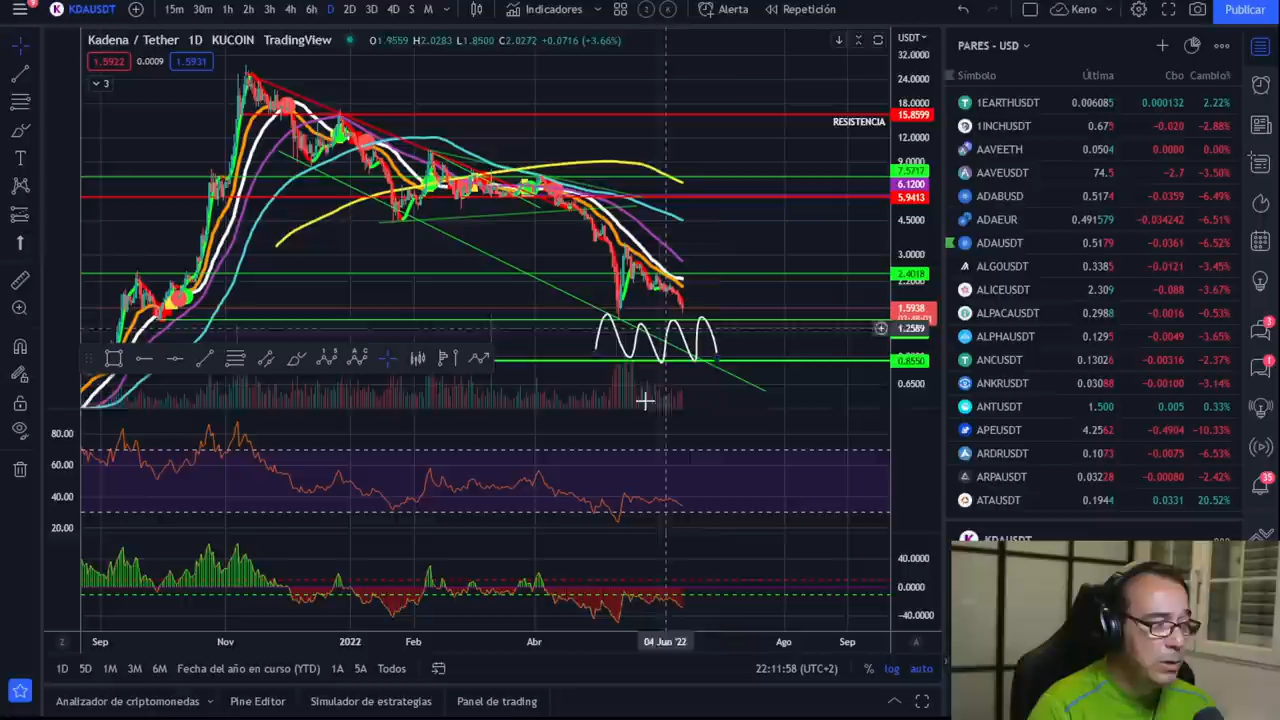 9 KDAUSDT 15m 30m 1h 2h 3h 4h 6h D 2D 3D 4D S M Indicadores 2 K Alerta Repetición Keno Publicar
Kadena / Tether 1D KUCOIN TradingView O1.9559 H2.0283 L1.8500 C2.0272 +0.0716 (+3.66%) USDT
1.5922 0.0009 1.5931
3
32.0000
24.0000
18.0000
RESISTENCIA 15.8599
12.0000
9.0000
7.5717
6.1200
5.9413
4.5000
3.0000
2.4018
1.5938
1.2589
0.8550
0.6500
80.00
60.00
40.00
20.00
40.0000
0.0000
-40.0000
Z Sep Nov 2022 Feb Abr 04 Jun '22 Ago Sep A
1D 5D 1M 3M 6M Fecha del año en curso (YTD) 1A 5A Todos 22:11:58 (UTC+2) % log auto
Analizador de criptomonedas Pine Editor Simulador de estrategias Panel de trading
PARES - USD
Símbolo Última Cbo Cambio%
1EARTHUSDT 0.006085 0.000132 2.22%
1INCHUSDT 0.675 -0.020 -2.88%
AAVEETH 0.0504 0.0000 0.00%
AAVEUSDT 74.5 -2.7 -3.50%
ADABUSD 0.5174 -0.0359 -6.49%
ADAEUR 0.491579 -0.034242 -6.51%
ADAUSDT 0.5179 -0.0361 -6.52%
ALGOUSDT 0.3385 -0.0121 -3.45%
ALICEUSDT 2.309 -0.088 -3.67%
ALPACAUSDT 0.2988 -0.0016 -0.53%
ALPHAUSDT 0.1295 -0.0049 -3.65%
ANCUSDT 0.13026 -0.00316 -2.37%
ANKRUSDT 0.03088 -0.00100 -3.14%
ANTUSDT 1.500 0.005 0.33%
APEUSDT 4.2562 -0.4904 -10.33%
ARDRUSDT 0.1073 -0.0075 -6.53%
ARPAUSDT 0.03228 -0.00080 -2.42%
ATAUSDT 0.1944 0.0331 20.52%
KDAUSDT
3
1
35